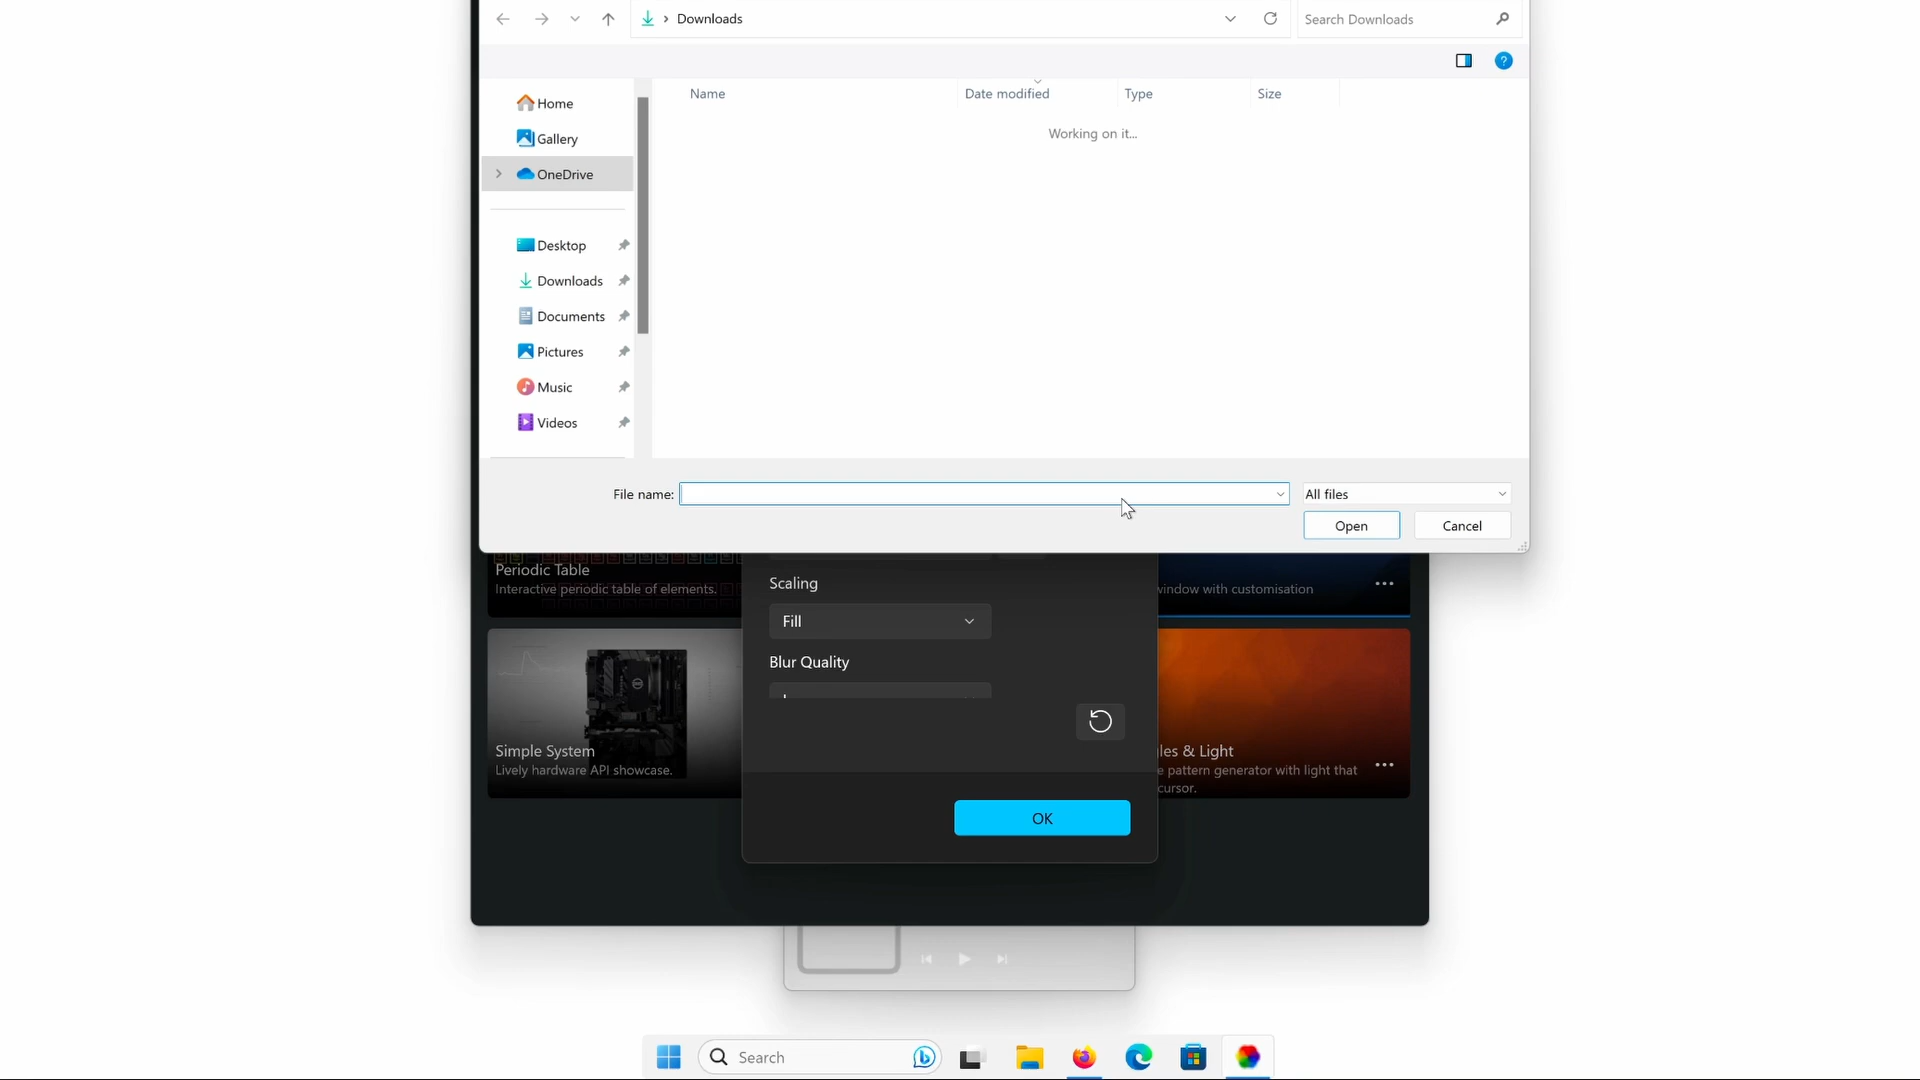 Downloads
Search Downloads
Name
Date modified
Type
Size
Working on it...
Home
Gallery
OneDrive
Desktop
Downloads
Documents
Pictures
Music
Videos
File name:
All files
Open
Cancel
Periodic Table
Interactive periodic table of elements.
Scaling
Fill
Blur Quality
window with customisation
Simple System
Lively hardware API showcase.
les & Light
e pattern generator with light that
cursor.
OK
Search